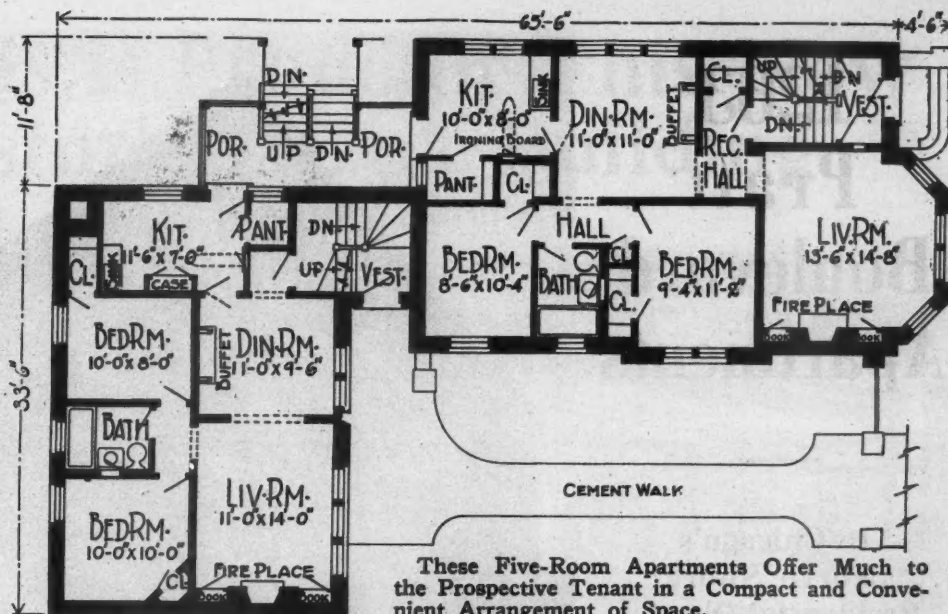 65'-6"
4'-6"
11'-8"
33'-6"
DN.
UP
DN.
POR.
POR.
KIT.
10'-0"x8'-0"
SINK
IRONING BOARD
DIN.RM.
11'-0"x11'-0"
BUFFET
CL.
REC.
HALL
UP
DN
DN
VEST.
PANT.
CL.
HALL
LIV.RM.
13'-6"x14'-8"
BEDRM.
8'-6"x10'-4"
BATH
CL.
CL.
BEDRM.
9'-4"x11'-2"
FIRE PLACE
BOOK
BOOK
KIT.
11'-6"x7'-0"
PANT.
DN
UP
VEST.
CL.
SINK
CASE
BEDRM.
10'-0"x8'-0"
BUFFET
DIN.RM.
11'-0"x9'-6"
BATH
LIV.RM.
11'-0"x14'-0"
BEDRM.
10'-0"x10'-0"
CL.
FIRE PLACE
BOOK
BOOK
CEMENT WALK
These Five-Room Apartments Offer Much to
the Prospective Tenant in a Compact and Conve-
nient Arrangement of Space.